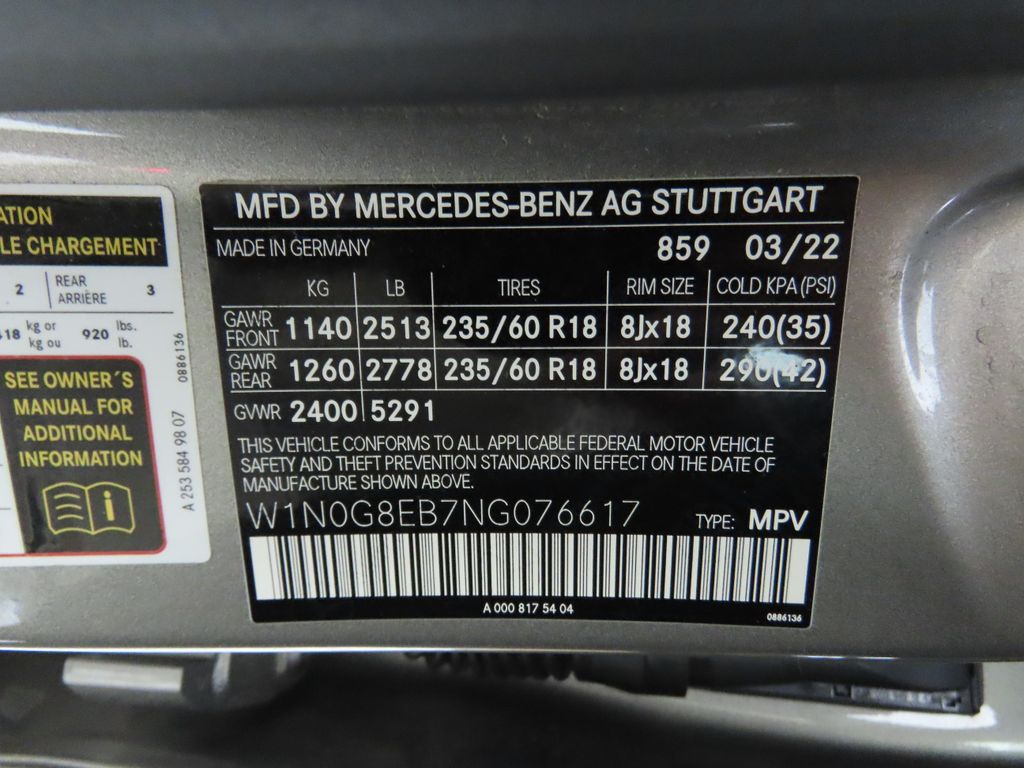 ATION
LE CHARGEMENT
2 REAR ARRIÈRE 3
418 kg or kg ou 920 lbs. lb.
SEE OWNER´S
MANUAL FOR
ADDITIONAL
INFORMATION
0886136
A 253 584 98 07
MFD BY MERCEDES-BENZ AG STUTTGART
MADE IN GERMANY 859 03/22
KG LB TIRES RIM SIZE COLD KPA (PSI)
GAWR FRONT 1140 2513 235/60 R18 8Jx18 240(35)
GAWR REAR 1260 2778 235/60 R18 8Jx18 290(42)
GVWR 2400 5291
THIS VEHICLE CONFORMS TO ALL APPLICABLE FEDERAL MOTOR VEHICLE
SAFETY AND THEFT PREVENTION STANDARDS IN EFFECT ON THE DATE OF
MANUFACTURE SHOWN ABOVE.
W1N0G8EB7NG076617 TYPE: MPV
A 000 817 54 04
0886136